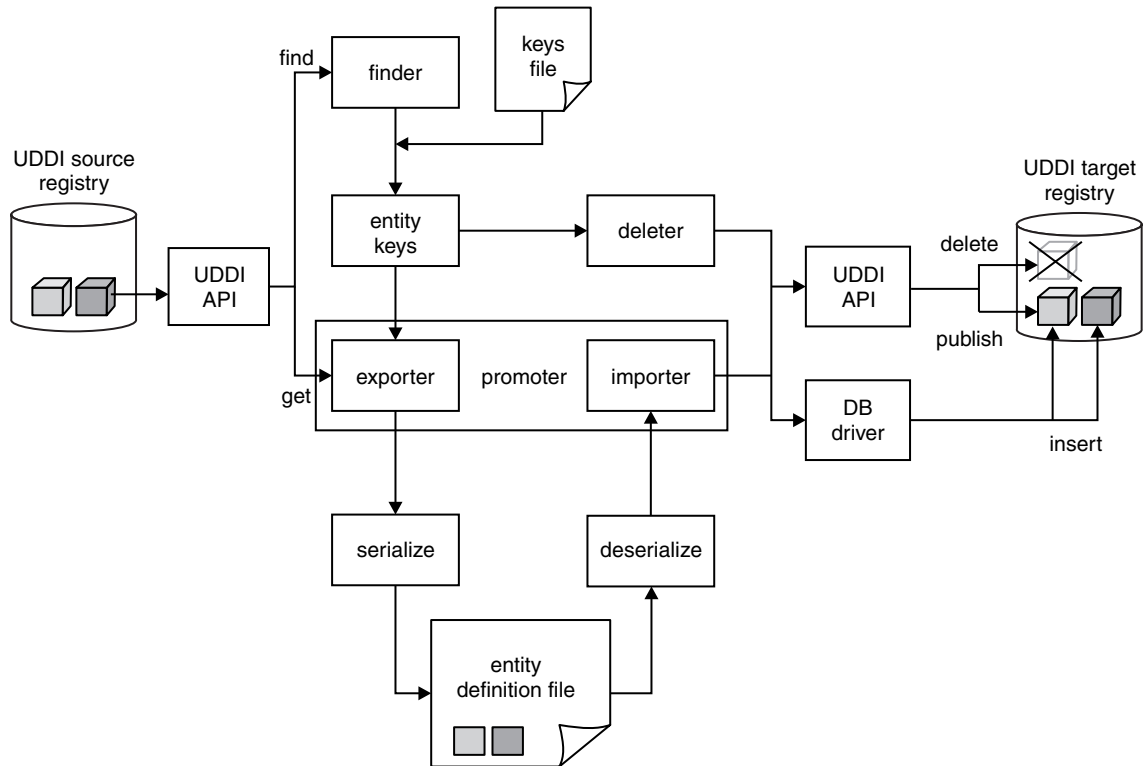 find
finder
keys
file
UDDI source
registry
UDDI target
registry
entity
keys
deleter
delete
UDDI
API
UDDI
API
publish
get
exporter
promoter
importer
DB
driver
insert
serialize
deserialize
entity
definition file